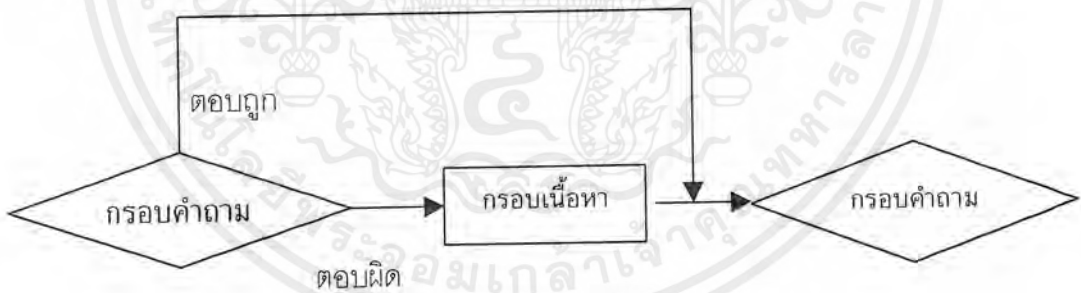 ตอบถูก
กรอบคำถาม
กรอบเนื้อหา
กรอบคำถาม
ตอบผิด